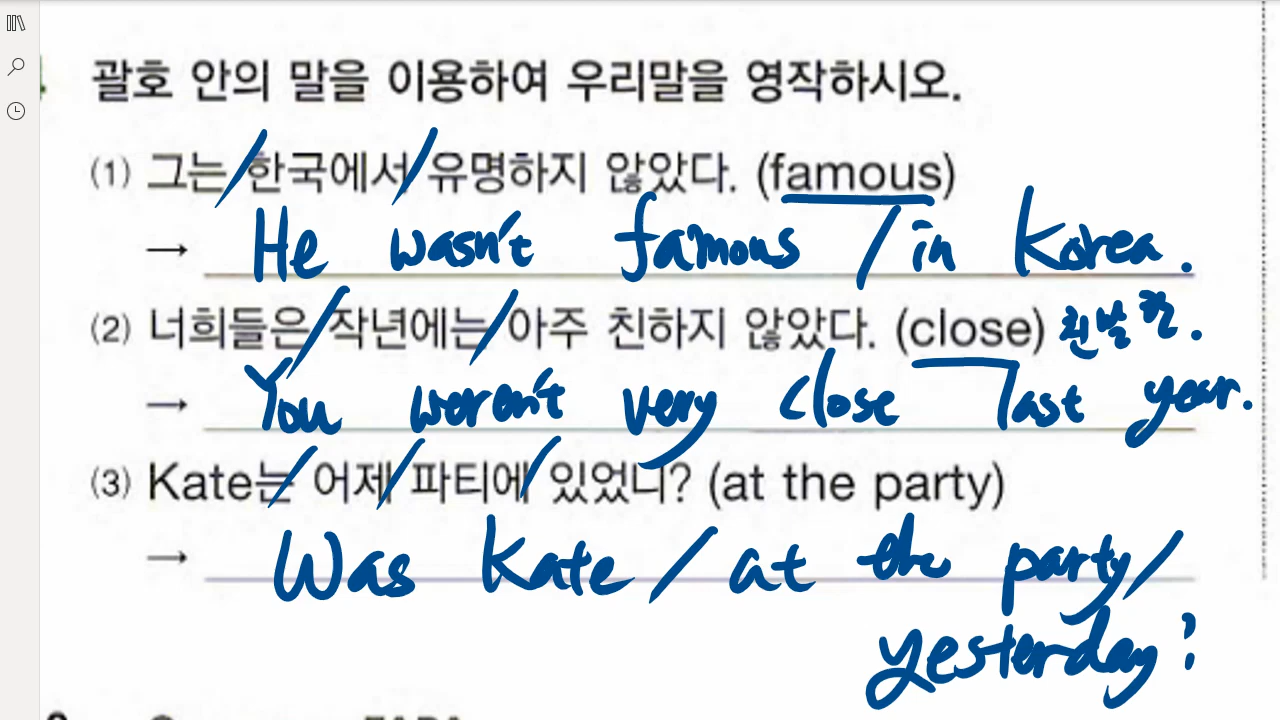 괄호 안의 말을 이용하여 우리말을 영작하시오.
(1) 그는/한국에서/유명하지 않았다. (famous)
→ He wasn't famous / in Korea.
(2) 너희들은/작년에는/아주 친하지 않았다. (close) 친밀한.
→ You weren't very close last year.
(3) Kate는/어제/파티에/있었니? (at the party)
→ Was Kate / at the party/
yesterday?